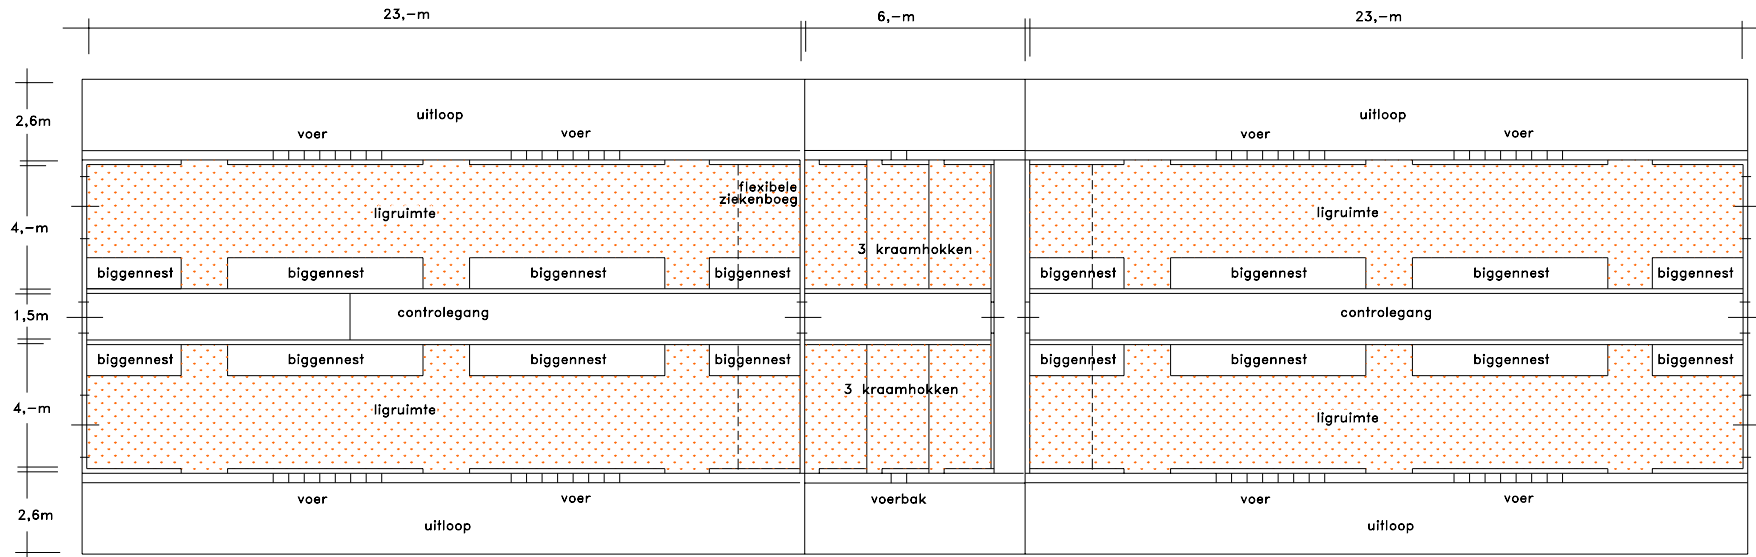 23,-m
6,-m
23,-m
uitloop
uitloop
2,6m
voer
voer
voer
voer
flexibele
ziekenboeg
ligruimte
ligruimte
4,-m
3 kraamhokken
biggennest
biggennest
biggennest
biggennest
biggennest
biggennest
biggennest
biggennest
1,5m
controlegang
controlegang
biggennest
biggennest
biggennest
biggennest
biggennest
biggennest
biggennest
biggennest
3 kraamhokken
4,-m
ligruimte
ligruimte
voer
voer
voerbak
voer
voer
2,6m
uitloop
uitloop